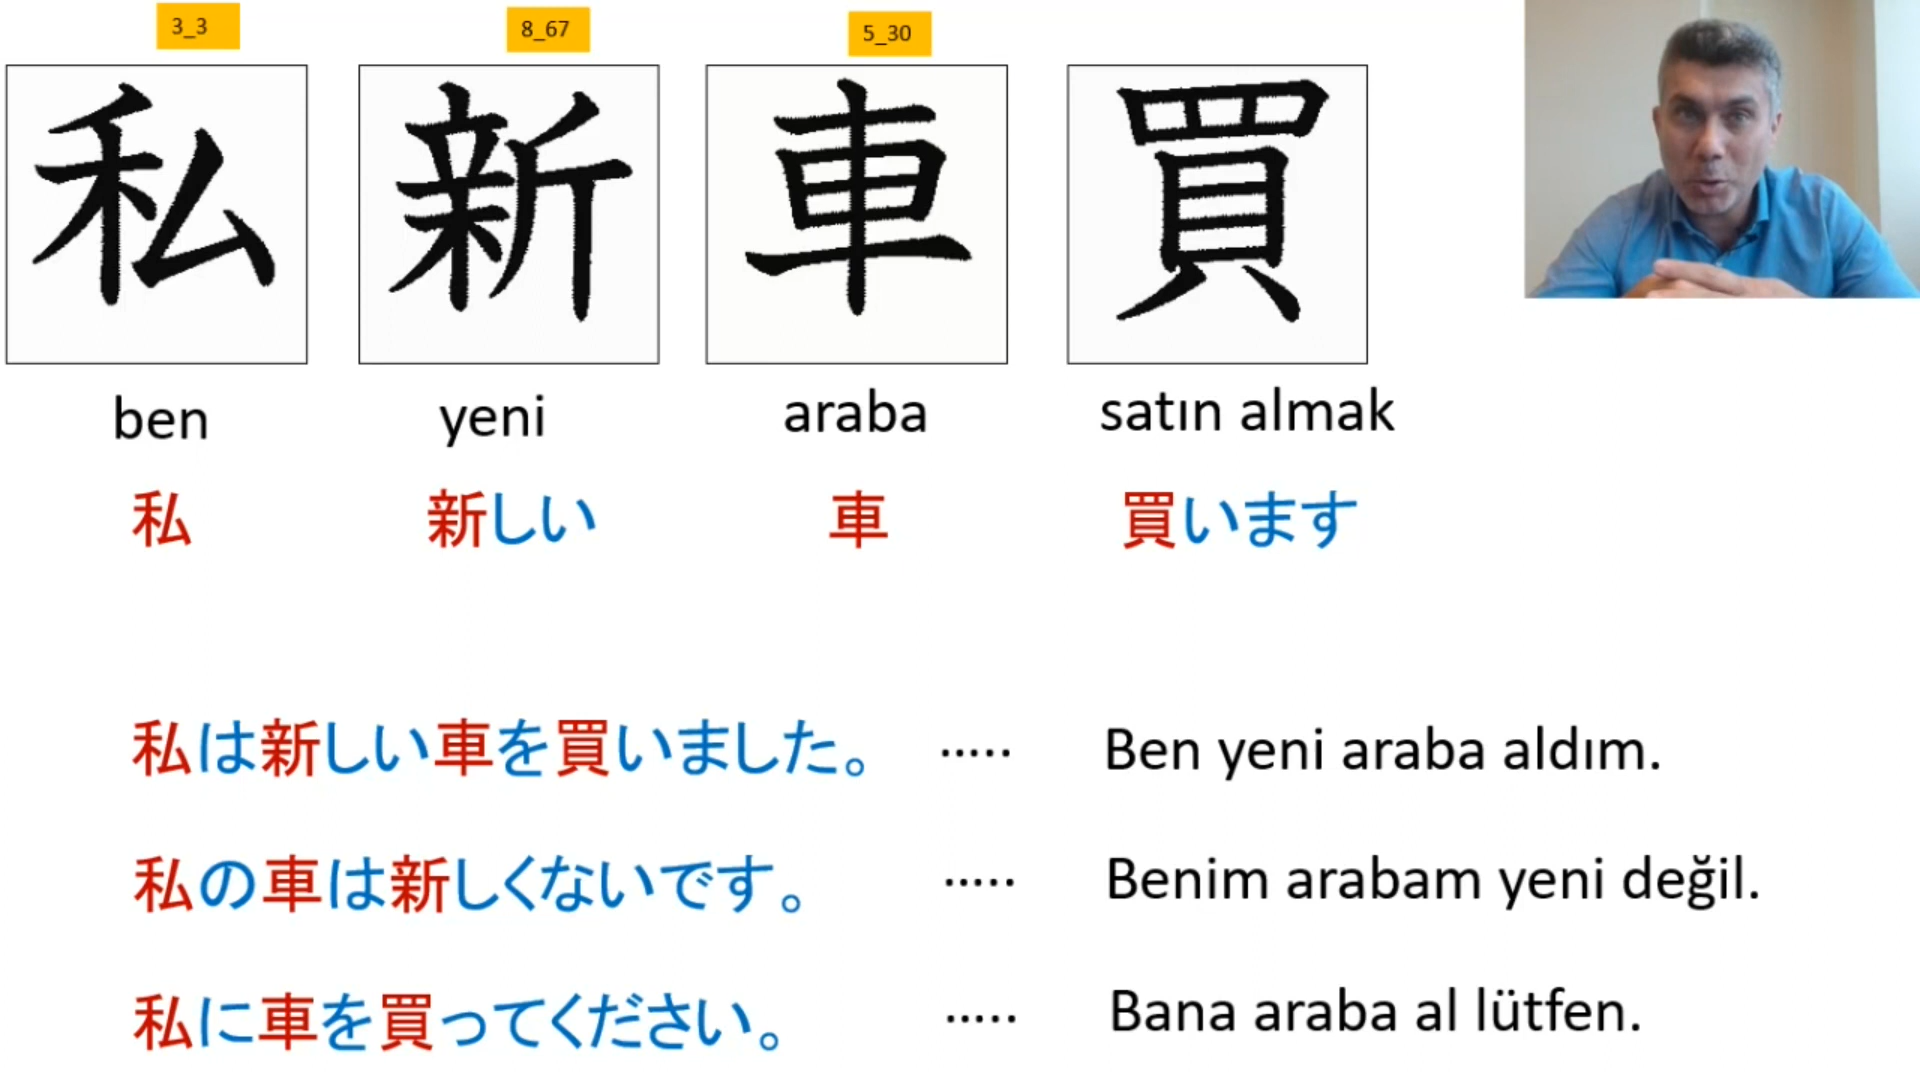 3_3 8_67 5_30
私 新 車 買
ben yeni araba satın almak
私 新しい 車 買います
私は新しい車を買いました。 ..... Ben yeni araba aldım.
私の車は新しくないです。 ..... Benim arabam yeni değil.
私に車を買ってください。 ..... Bana araba al lütfen.